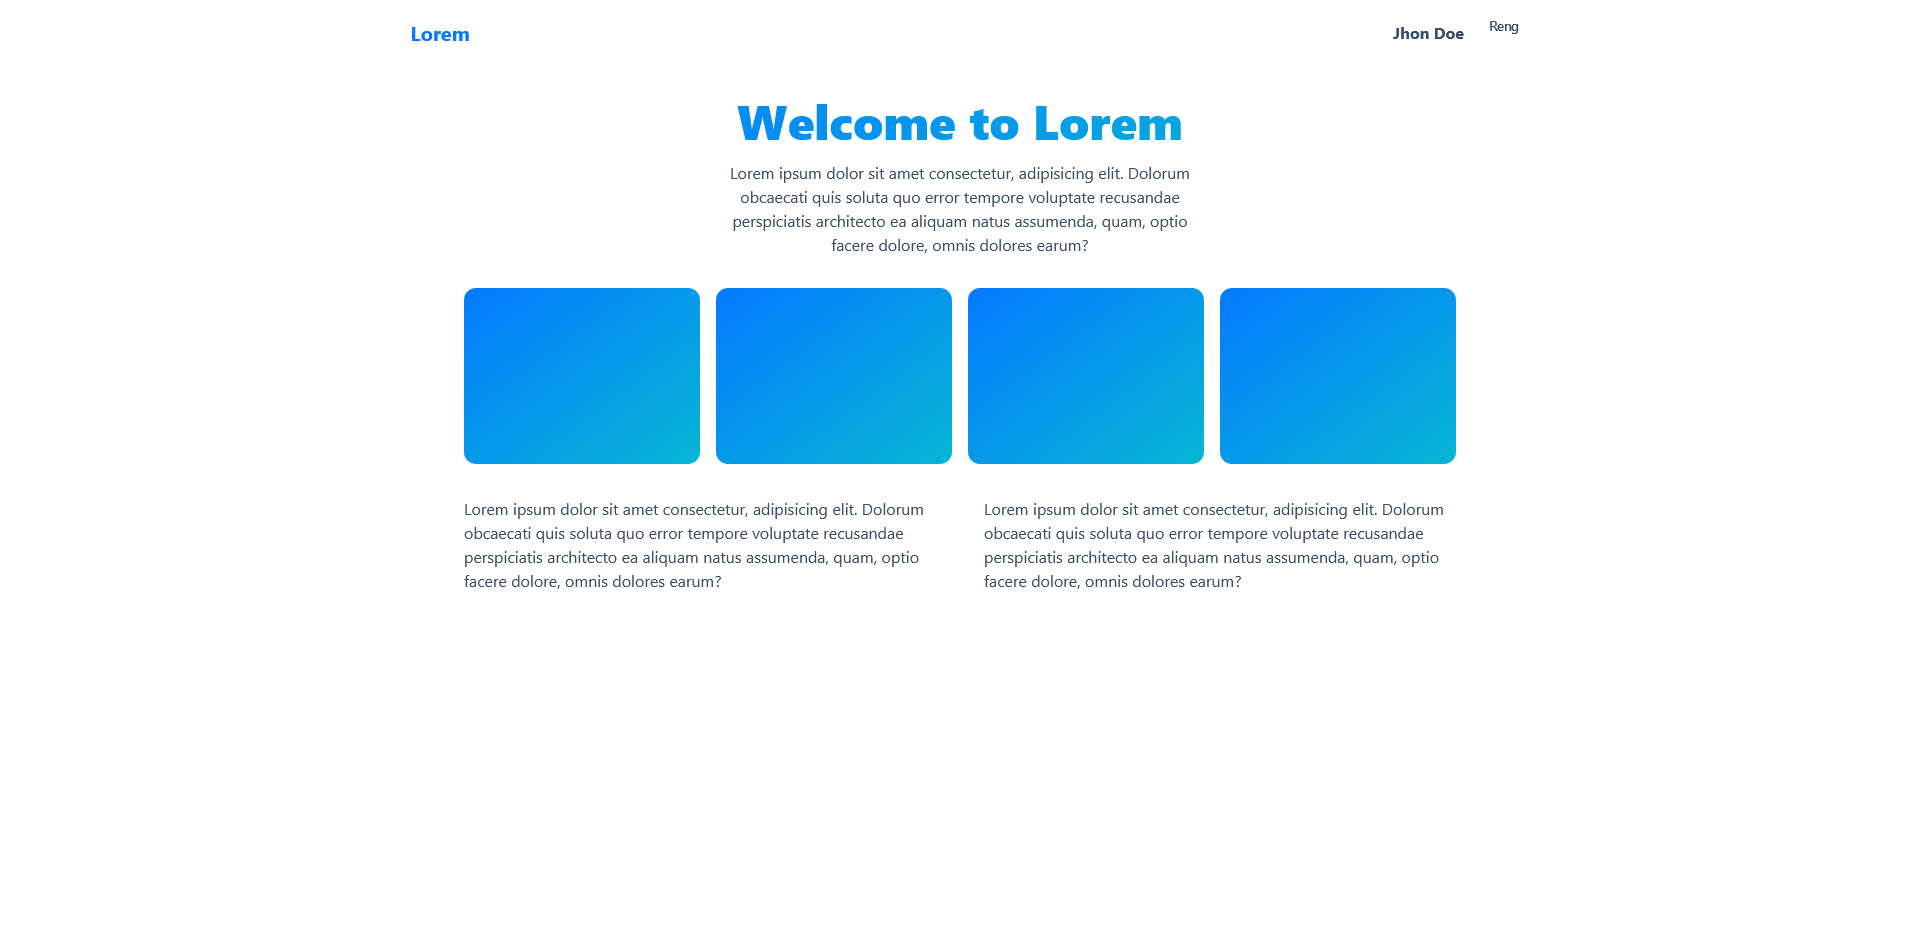 Lorem
Jhon Doe
Reng
Welcome to Lorem
Lorem ipsum dolor sit amet consectetur, adipisicing elit. Dolorum
obcaecati quis soluta quo error tempore voluptate recusandae
perspiciatis architecto ea aliquam natus assumenda, quam, optio
facere dolore, omnis dolores earum?
Lorem ipsum dolor sit amet consectetur, adipisicing elit. Dolorum
obcaecati quis soluta quo error tempore voluptate recusandae
perspiciatis architecto ea aliquam natus assumenda, quam, optio
facere dolore, omnis dolores earum?
Lorem ipsum dolor sit amet consectetur, adipisicing elit. Dolorum
obcaecati quis soluta quo error tempore voluptate recusandae
perspiciatis architecto ea aliquam natus assumenda, quam, optio
facere dolore, omnis dolores earum?